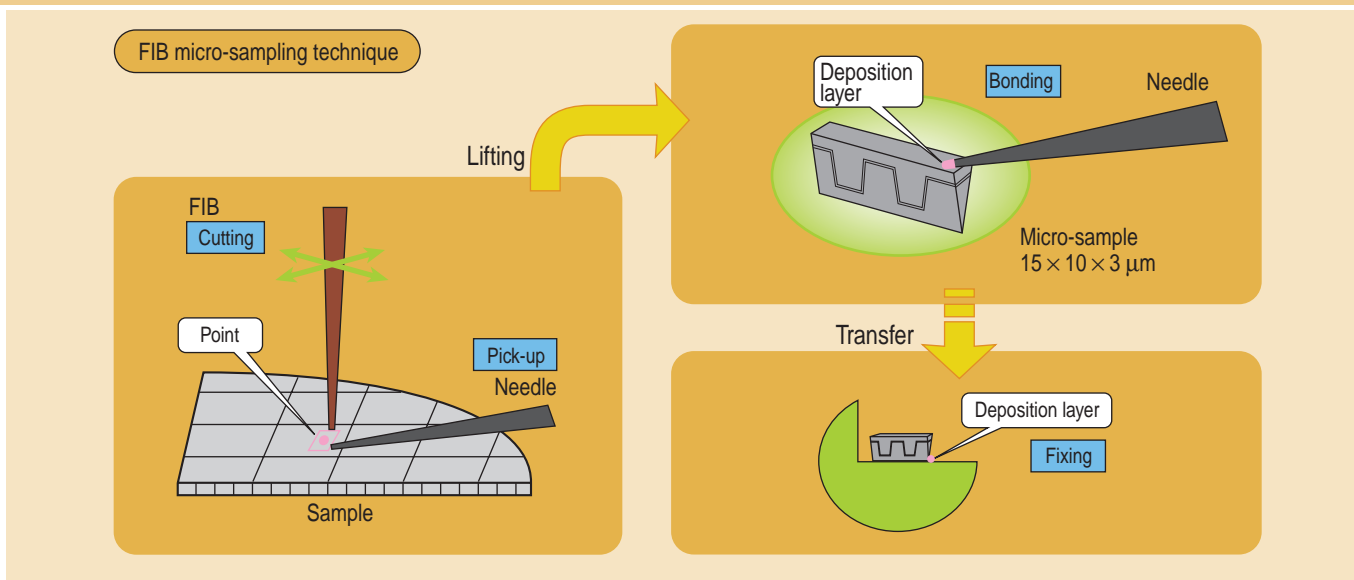 FIB micro-sampling technique
FIB
Cutting
Point
Pick-up
Needle
Sample
Lifting
Deposition
layer
Bonding
Needle
Micro-sample
15 × 10 × 3 μm
Transfer
Deposition layer
Fixing